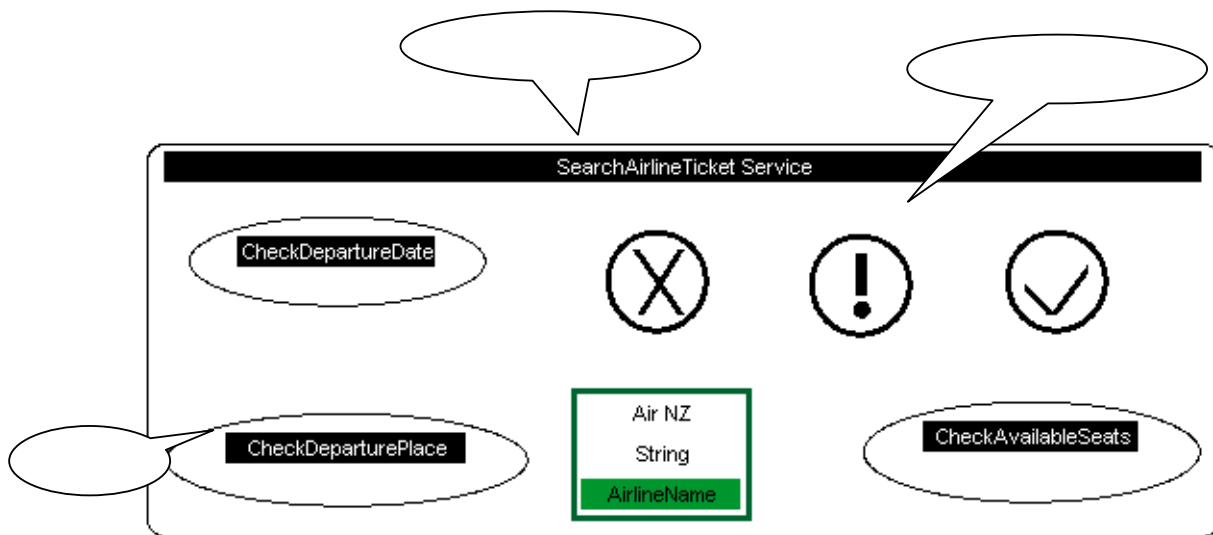 SearchAirlineTicket Service
CheckDepartureDate
CheckDeparturePlace
Air NZ
String
AirlineName
CheckAvailableSeats